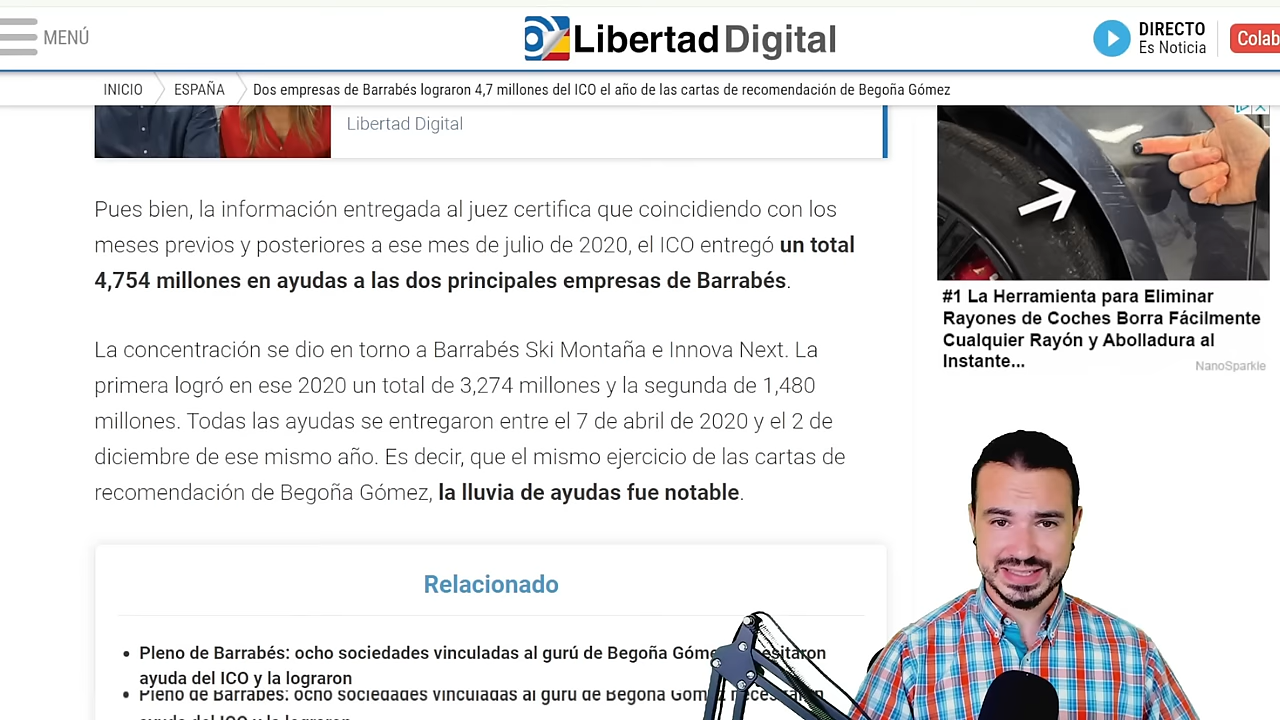 MENÚ
Libertad Digital
DIRECTO
Es Noticia
Colab
INICIO
ESPAÑA
Dos empresas de Barrabés lograron 4,7 millones del ICO el año de las cartas de recomendación de Begoña Gómez
Libertad Digital
Pues bien, la información entregada al juez certifica que coincidiendo con los
meses previos y posteriores a ese mes de julio de 2020, el ICO entregó un total
4,754 millones en ayudas a las dos principales empresas de Barrabés.
La concentración se dio en torno a Barrabés Ski Montaña e Innova Next. La
primera logró en ese 2020 un total de 3,274 millones y la segunda de 1,480
millones. Todas las ayudas se entregaron entre el 7 de abril de 2020 y el 2 de
diciembre de ese mismo año. Es decir, que el mismo ejercicio de las cartas de
recomendación de Begoña Gómez, la lluvia de ayudas fue notable.
#1 La Herramienta para Eliminar
Rayones de Coches Borra Fácilmente
Cualquier Rayón y Abolladura al
Instante...
NanoSparkle
Relacionado
• Pleno de Barrabés: ocho sociedades vinculadas al gurú de Begoña Góme
ayuda del ICO y la lograron
• Pleno de Barrabés: ocho sociedades vinculadas al gurú de Begoña Gómez necesitaron
ayuda del ICO y la lograron